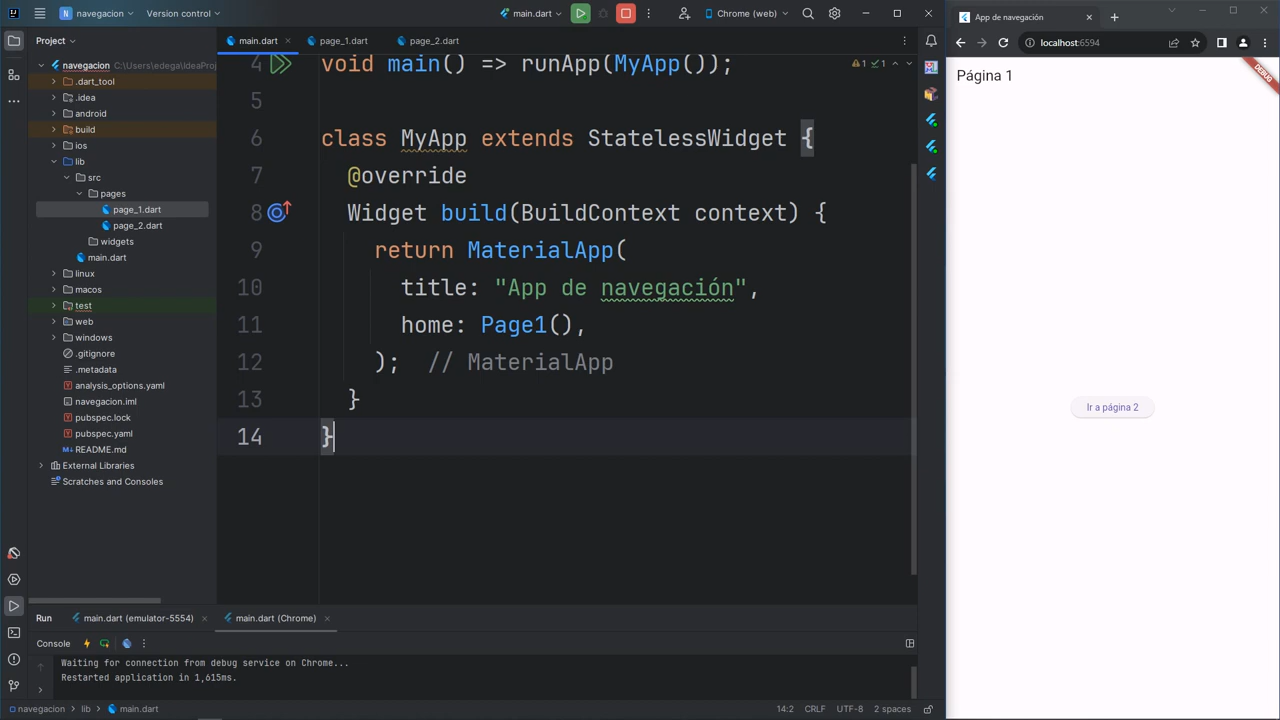 navegacion
Version control
main.dart
Chrome (web)
App de navegación
Project
main.dart
page_1.dart
page_2.dart
localhost:6594
navegacion C:\Users\edega\IdeaProj
.dart_tool
.idea
android
build
ios
lib
src
pages
page_1.dart
page_2.dart
widgets
main.dart
linux
macos
test
web
windows
.gitignore
.metadata
analysis_options.yaml
navegacion.iml
pubspec.lock
pubspec.yaml
README.md
External Libraries
Scratches and Consoles
4 void main() => runApp(MyApp());
1 1
5
6 class MyApp extends StatelessWidget {
7 @override
8 Widget build(BuildContext context) {
9 return MaterialApp(
10 title: "App de navegación",
11 home: Page1(),
12 ); // MaterialApp
13 }
14 }
Página 1
DEBUG
Ir a página 2
Run main.dart (emulator-5554) main.dart (Chrome)
Console
Waiting for connection from debug service on Chrome...
Restarted application in 1,615ms.
navegacion lib main.dart
14:2 CRLF UTF-8 2 spaces